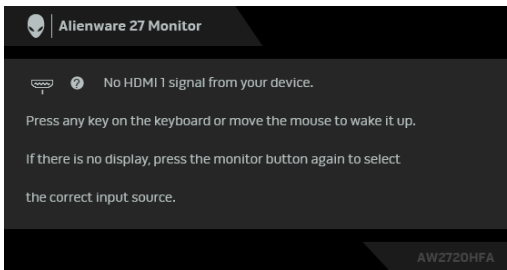 Alienware 27 Monitor
No HDMI 1 signal from your device.
Press any key on the keyboard or move the mouse to wake it up.
If there is no display, press the monitor button again to select
the correct input source.
AW2720HFA